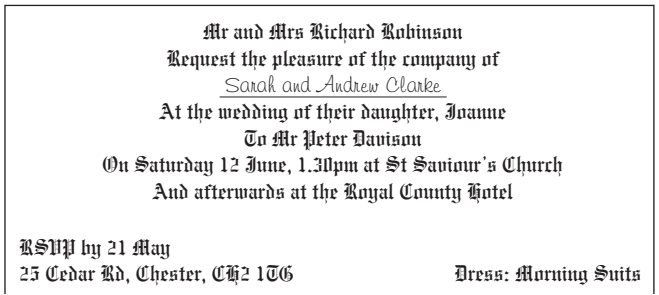 Mr and Mrs Richard Robinson
Request the pleasure of the company of
Sarah and Andrew Clarke
At the wedding of their daughter, Joanne
To Mr Peter Davison
On Saturday 12 June, 1.30pm at St Saviour's Church
And afterwards at the Royal County Hotel
RSVP by 21 May
25 Cedar Rd, Chester, CH2 1TG
Dress: Morning Suits